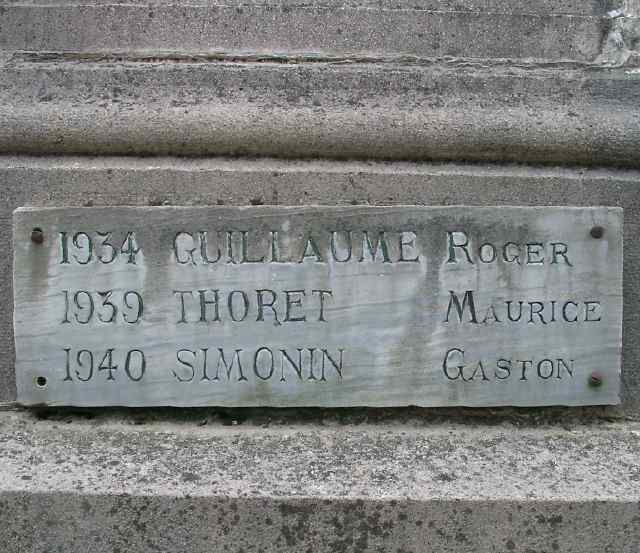 1934 GUILLAUME ROGER
1939 THORET MAURICE
1940 SIMONIN GASTON